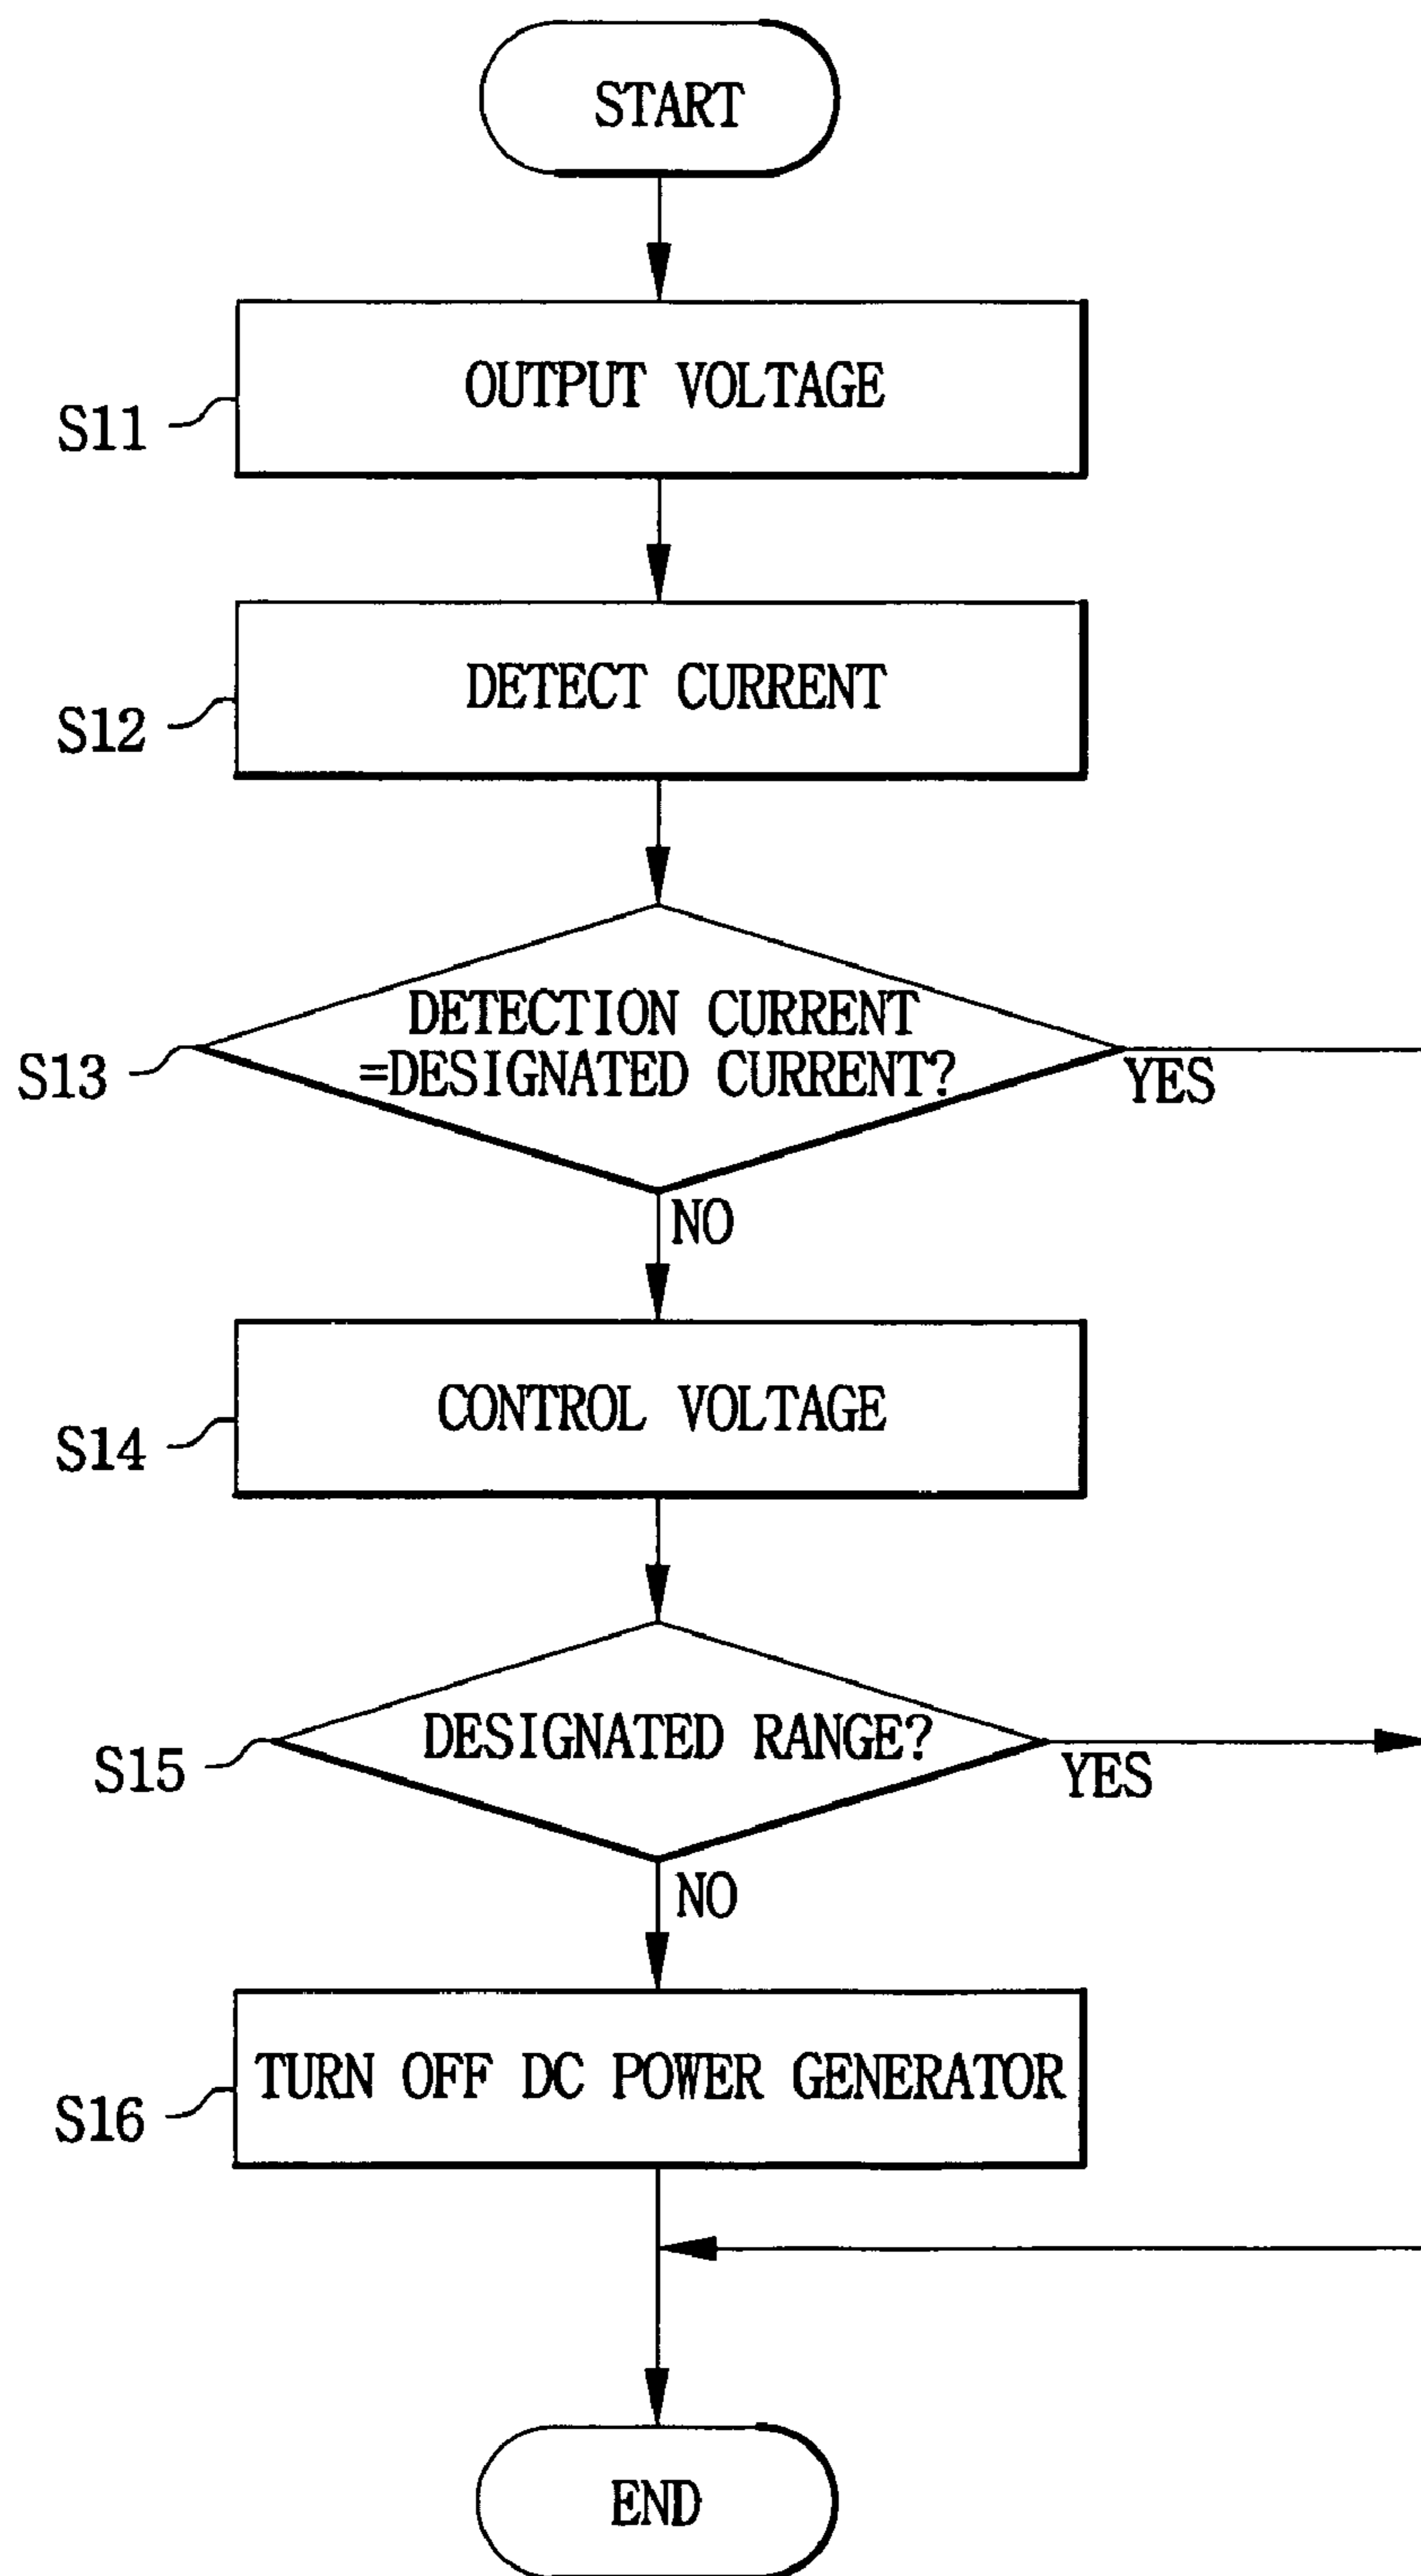 START
OUTPUT VOLTAGE
S11
DETECT CURRENT
S12
DETECTION CURRENT
=DESIGNATED CURRENT?
S13
YES
NO
CONTROL VOLTAGE
S14
DESIGNATED RANGE?
S15
YES
NO
TURN OFF DC POWER GENERATOR
S16
END